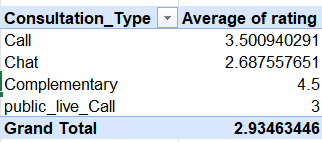 Consultation_Type Average of rating
Call 3.500940291
Chat 2.687557651
Complementary 4.5
public_live_Call 3
Grand Total 2.93463446